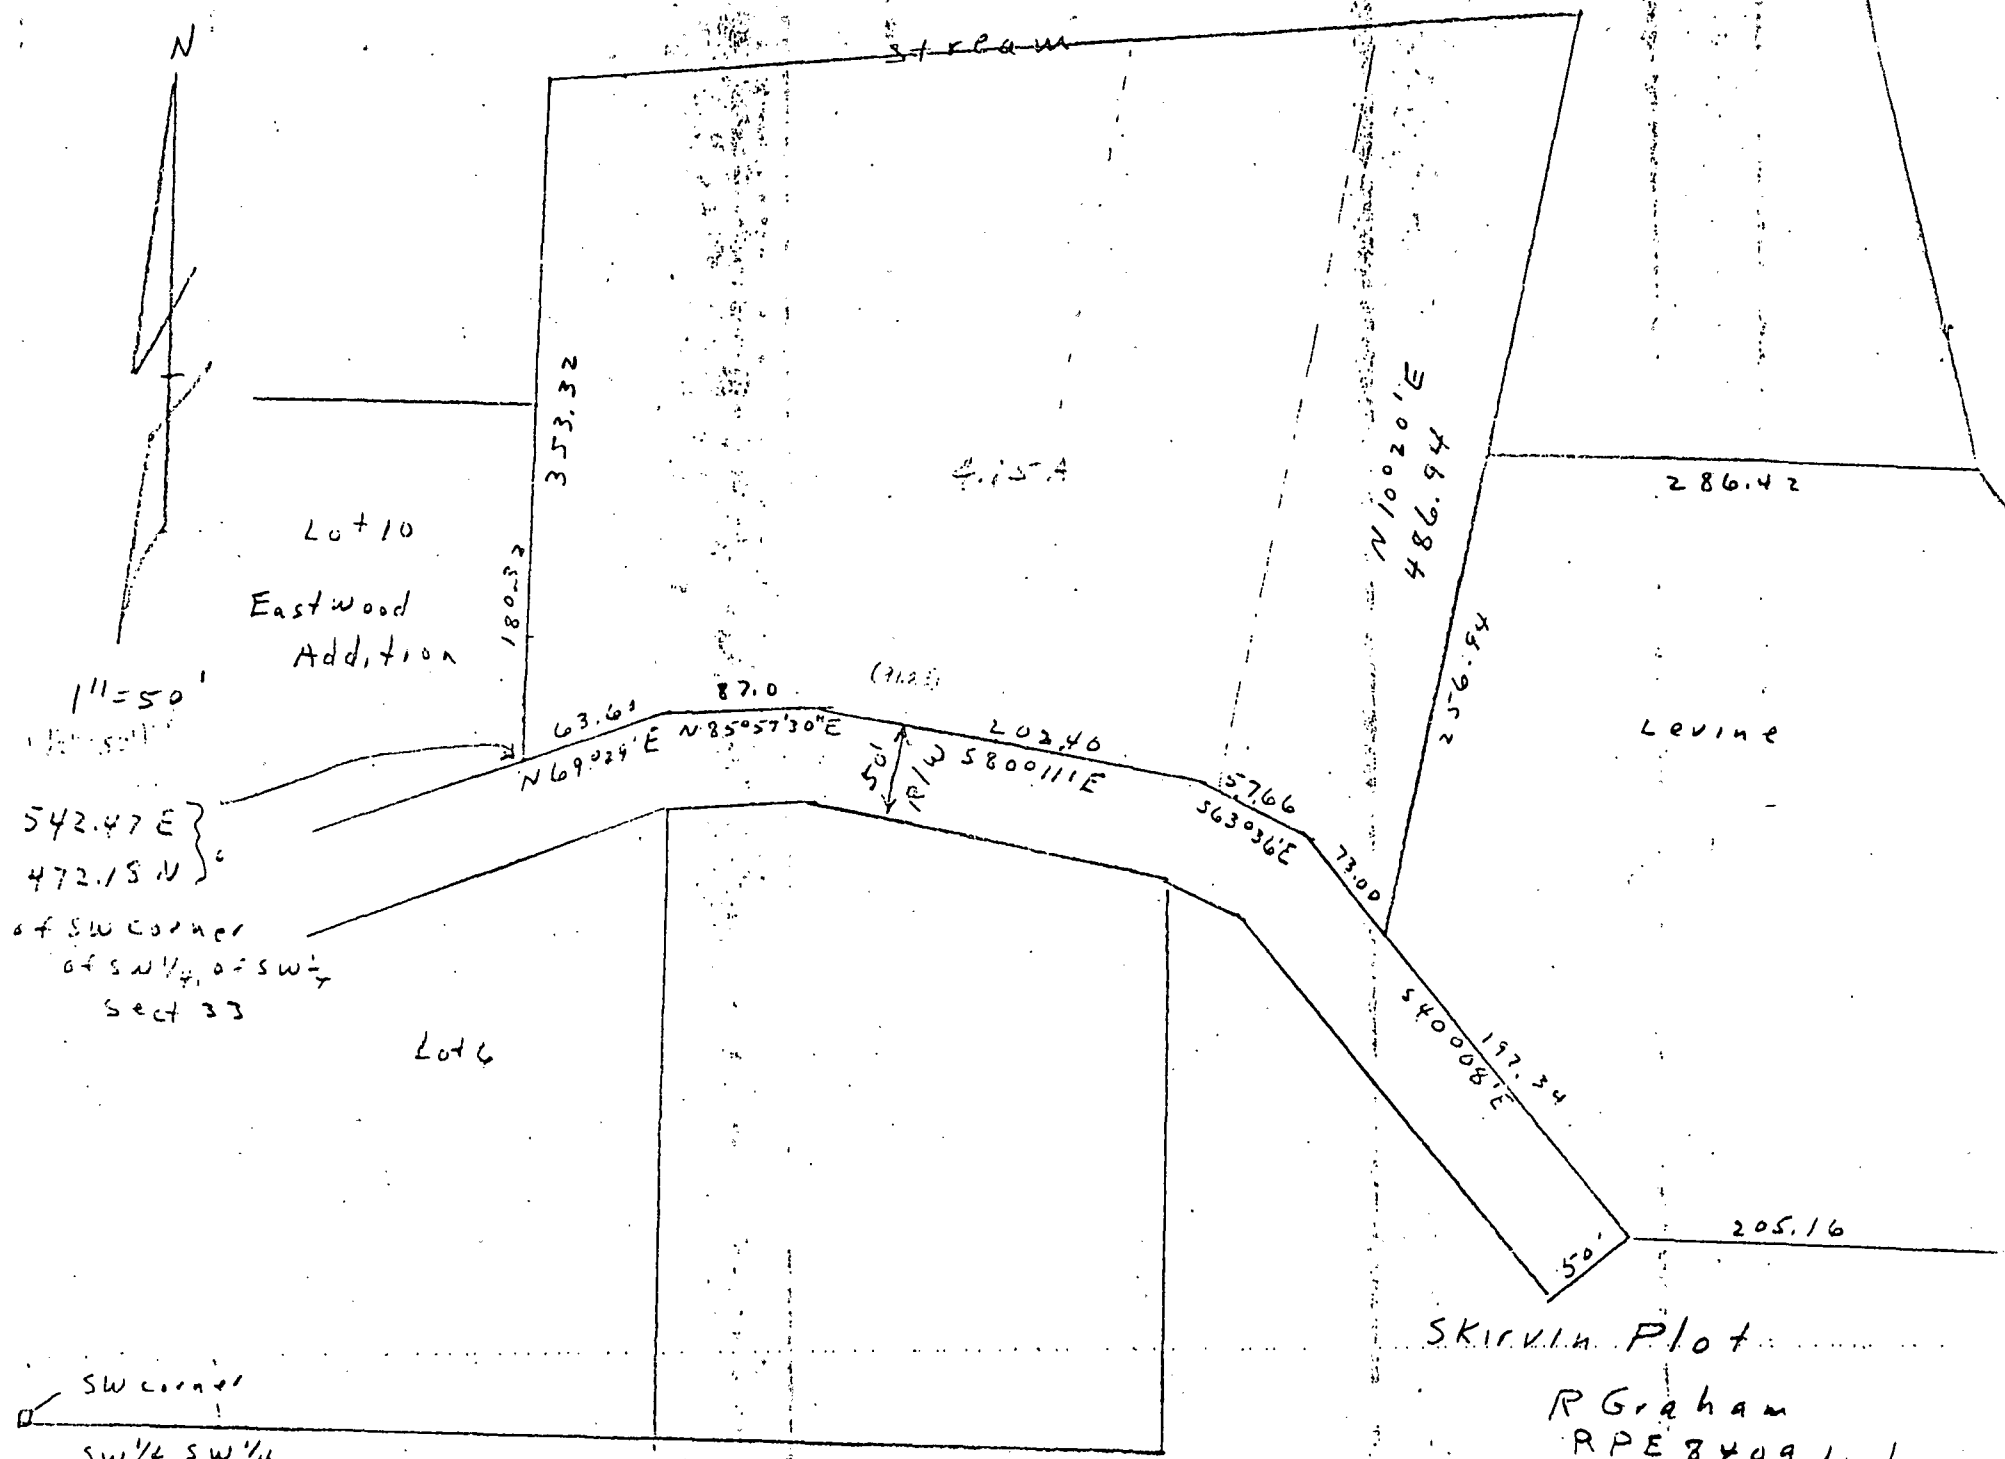 N
stream
353.32
180.32
4.15 A
N 10°20' E
486.94
256.94
286.42
Lot 10
Eastwood
Addition
1" = 50'
63.61
N 69°29' E
87.0
N 85°57'30" E
202.40
S 80°11' E
50'
R/W
57.66
S63°36'E
73.00
S 40°08' E
197.34
Levine
542.47 E
472.15 N
of SW corner
of SW 1/4, of SW 1/4
Sect 33
Lot 6
50'
205.16
Skirvin Plot
SW corner
SW 1/4 SW 1/4
R Graham
RPE